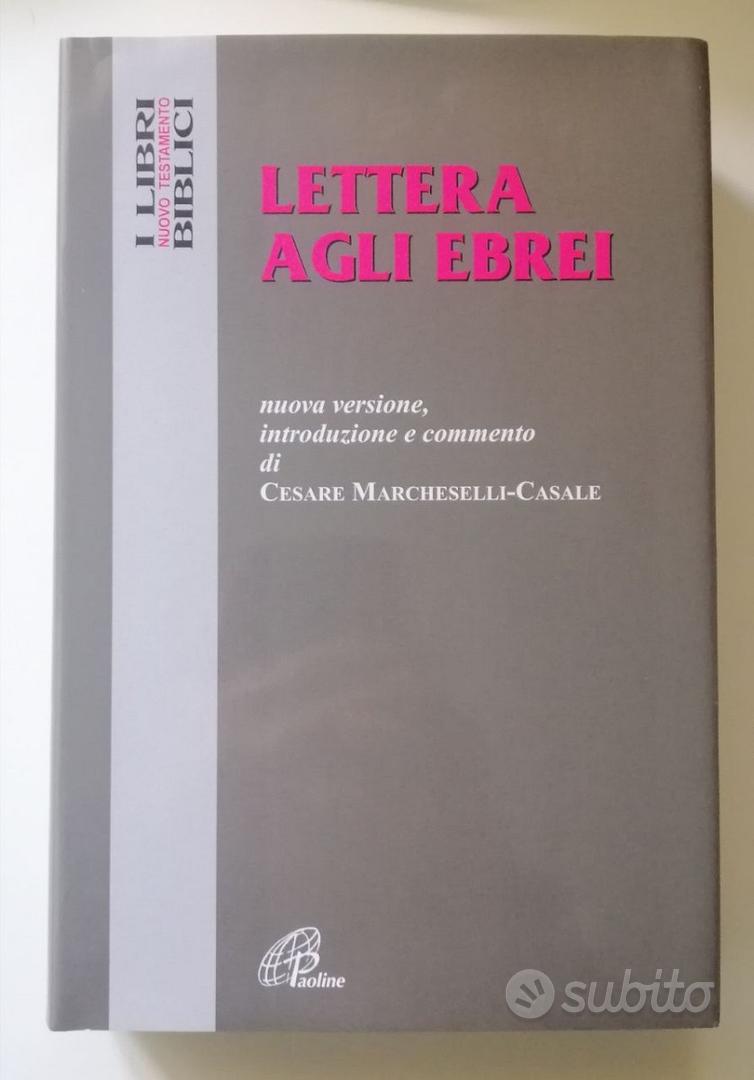 I LIBRI
NUOVO TESTAMENTO
BIBLICI
LETTERA
AGLI EBREI
nuova versione,
introduzione e commento
di
CESARE MARCHESELLI-CASALE
Paoline
subito